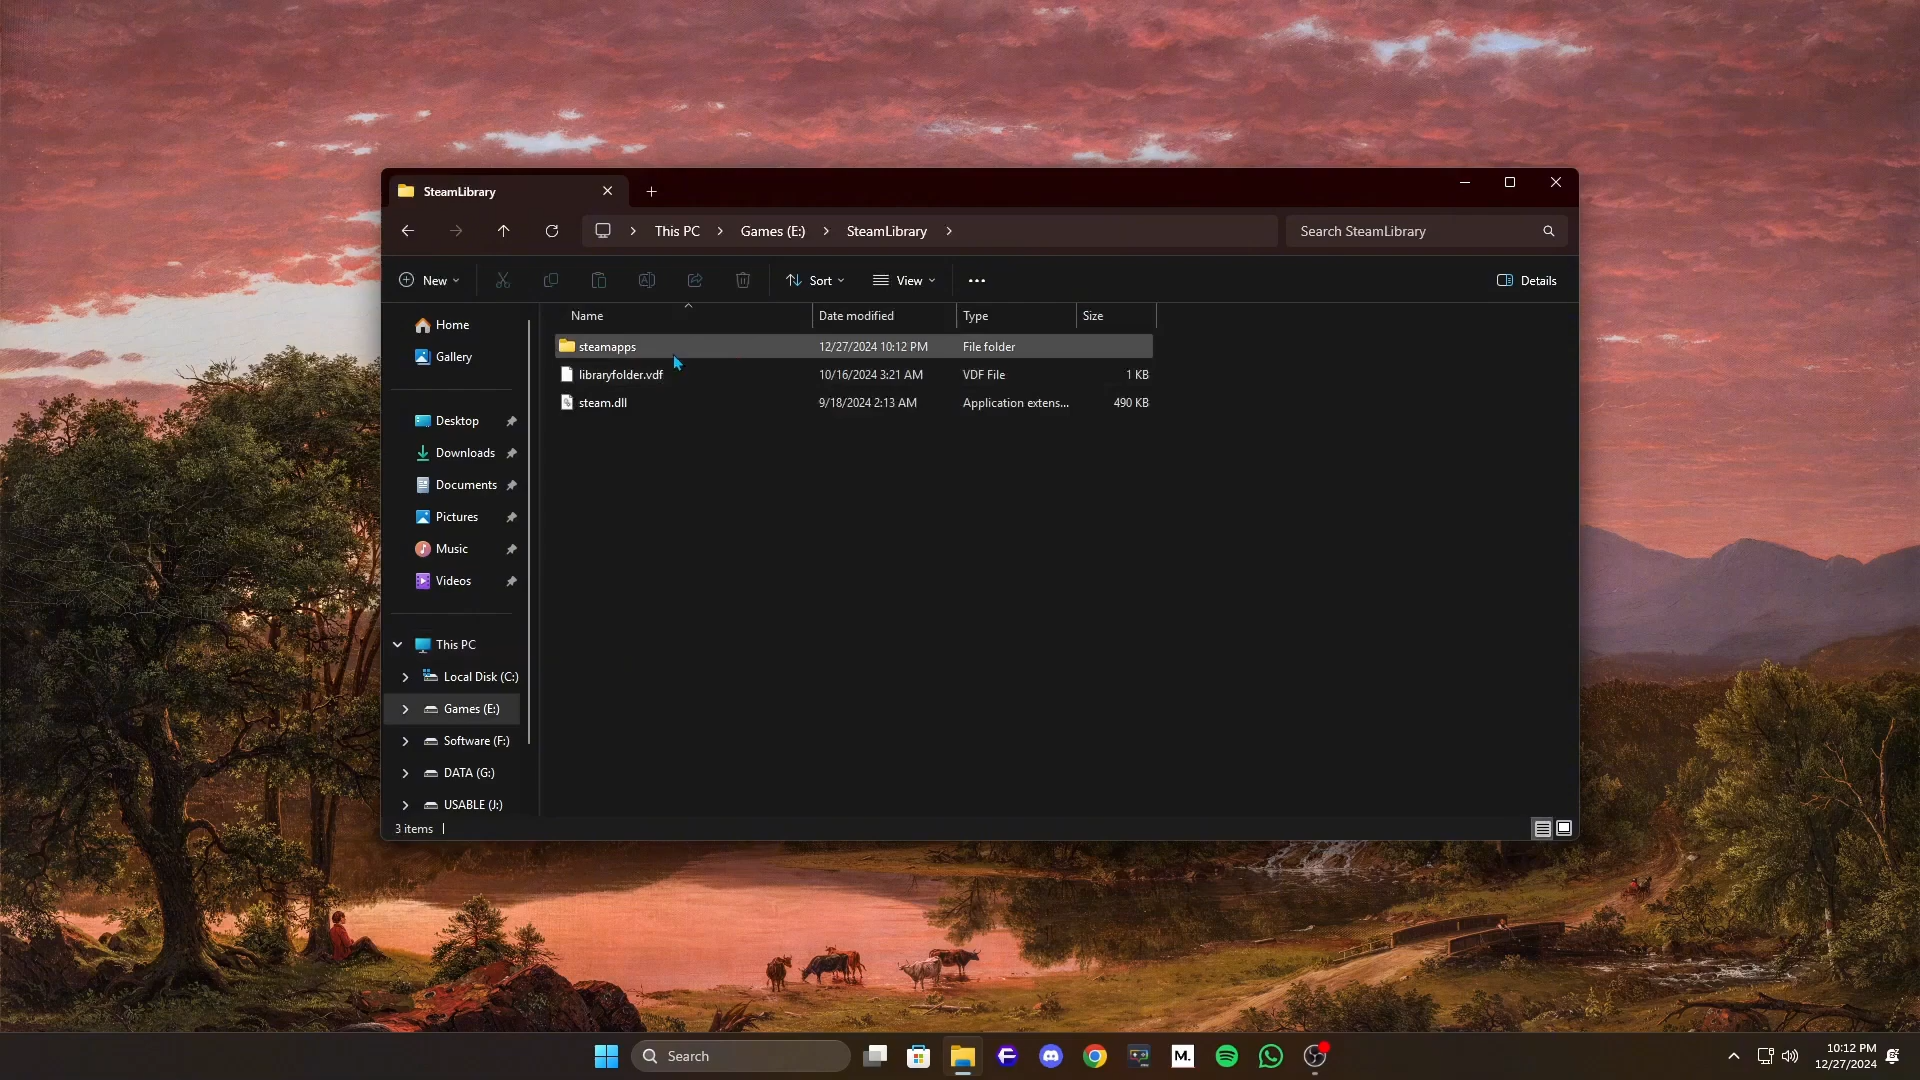 SteamLibrary
This PC
Games (E:)
SteamLibrary
Search SteamLibrary
New
Sort
View
Details
Name
Date modified
Type
Size
steamapps
12/27/2024 10:12 PM
File folder
libraryfolder.vdf
10/16/2024 3:21 AM
VDF File
1 KB
steam.dll
9/18/2024 2:13 AM
Application extens...
490 KB
Home
Gallery
Desktop
Downloads
Documents
Pictures
Music
Videos
This PC
Local Disk (C:)
Games (E:)
Software (F:)
DATA (G:)
USABLE (J:)
3 items
Search
M.
10:12 PM
12/27/2024